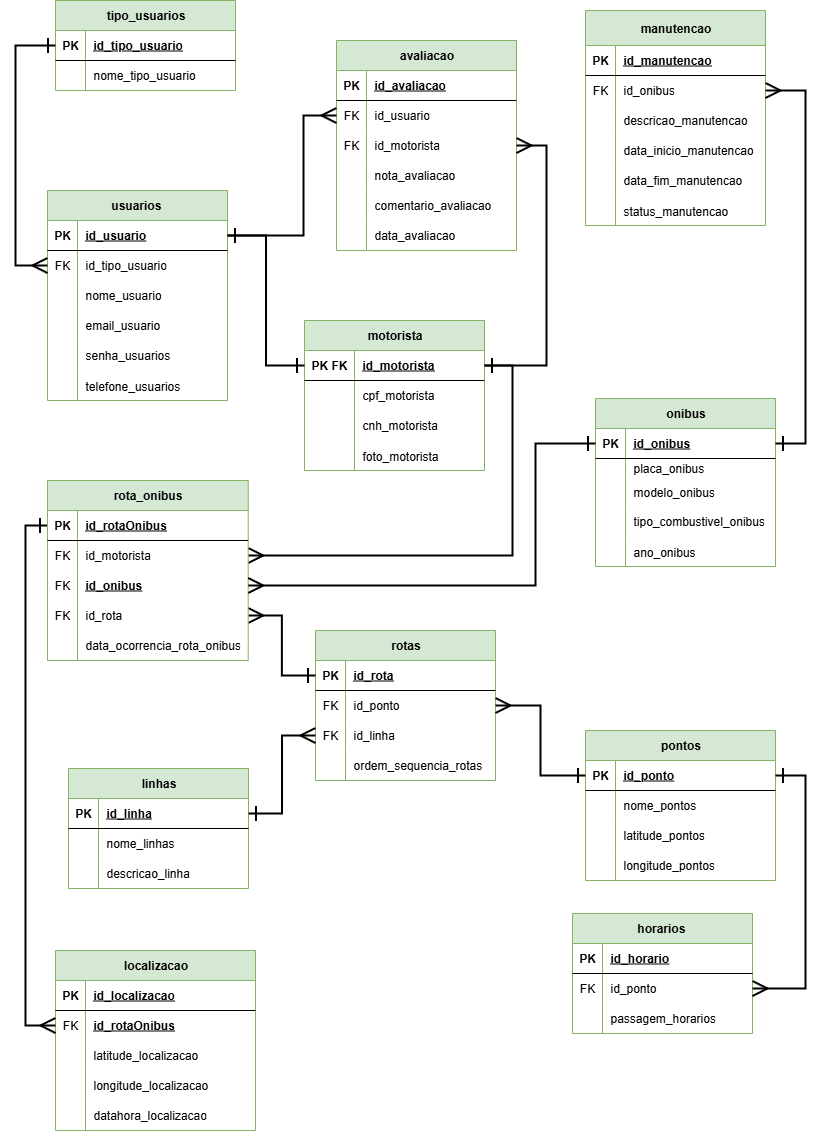 tipo_usuarios
PK id_tipo_usuario
nome_tipo_usuario
avaliacao
PK id_avaliacao
FK id_usuario
FK id_motorista
nota_avaliacao
comentario_avaliacao
data_avaliacao
manutencao
PK id_manutencao
FK id_onibus
descricao_manutencao
data_inicio_manutencao
data_fim_manutencao
status_manutencao
usuarios
PK id_usuario
FK id_tipo_usuario
nome_usuario
email_usuario
senha_usuarios
telefone_usuarios
motorista
PK FK id_motorista
cpf_motorista
cnh_motorista
foto_motorista
onibus
PK id_onibus
placa_onibus
modelo_onibus
tipo_combustivel_onibus
ano_onibus
rota_onibus
PK id_rotaOnibus
FK id_motorista
FK id_onibus
FK id_rota
data_ocorrencia_rota_onibus
rotas
PK id_rota
FK id_ponto
FK id_linha
ordem_sequencia_rotas
pontos
PK id_ponto
nome_pontos
latitude_pontos
longitude_pontos
linhas
PK id_linha
nome_linhas
descricao_linha
horarios
PK id_horario
FK id_ponto
passagem_horarios
localizacao
PK id_localizacao
FK id_rotaOnibus
latitude_localizacao
longitude_localizacao
datahora_localizacao